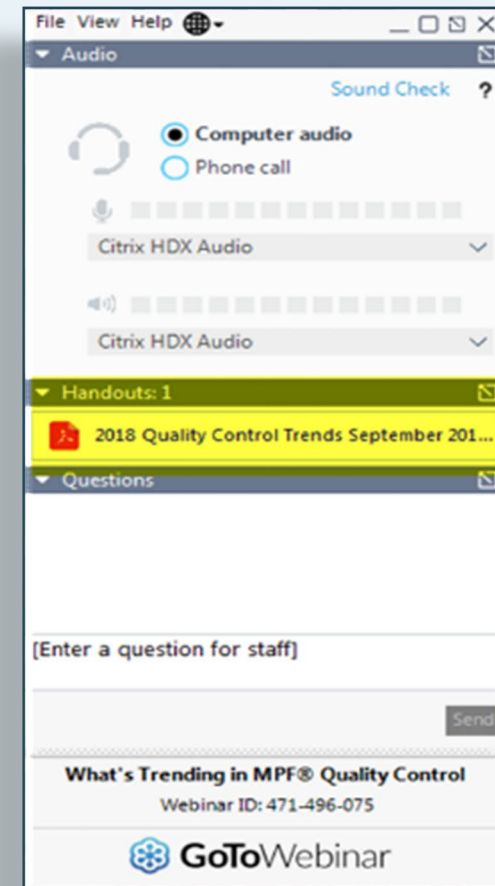 File View Help
Audio
Sound Check ?
Computer audio
Phone call
Citrix HDX Audio
Citrix HDX Audio
Handouts: 1
2018 Quality Control Trends September 201...
Questions
[Enter a question for staff]
Send
What's Trending in MPF® Quality Control
Webinar ID: 471-496-075
GoToWebinar